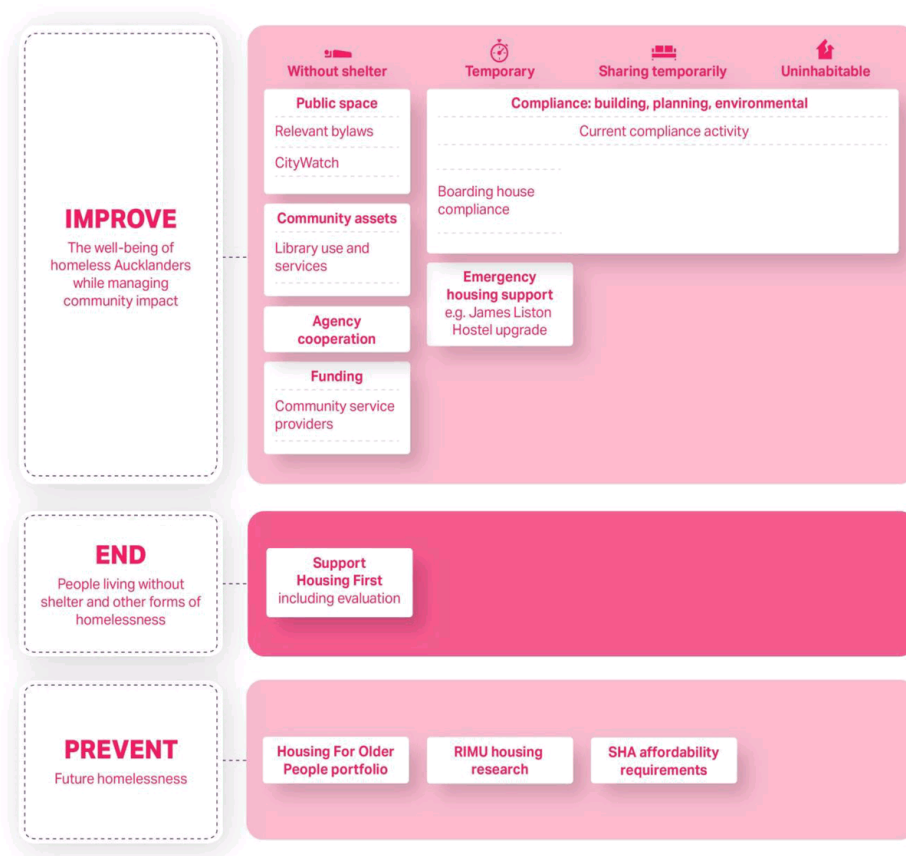 IMPROVE
The well-being of
homeless Aucklanders
while managing
community impact
Without shelter
Temporary
Sharing temporarily
Uninhabitable
Public space
Relevant bylaws
CityWatch
Community assets
Library use and
services
Agency
cooperation
Funding
Community service
providers
Compliance: building, planning, environmental
Current compliance activity
Boarding house
compliance
Emergency
housing support
e.g. James Liston
Hostel upgrade
END
People living without
shelter and other forms of
homelessness
Support
Housing First
including evaluation
PREVENT
Future homelessness
Housing For Older
People portfolio
RIMU housing
research
SHA affordability
requirements